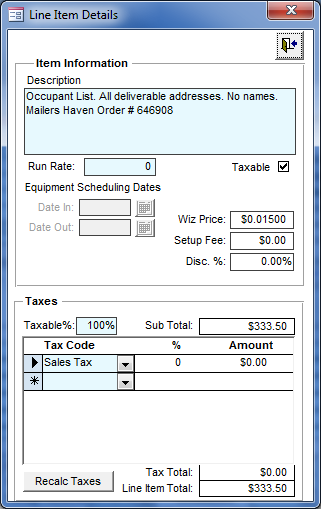 Line Item Details
Item Information
Description
Occupant List. All deliverable addresses. No names.
Mailers Haven Order # 646908
Run Rate: 0 Taxable
Equipment Scheduling Dates
Date In:
Date Out:
Wiz Price: $0.01500
Setup Fee: $0.00
Disc. %: 0.00%
Taxes
Taxable%: 100% Sub Total: $333.50
Tax Code % Amount
Sales Tax 0 $0.00
Recalc Taxes
Tax Total: $0.00
Line Item Total: $333.50